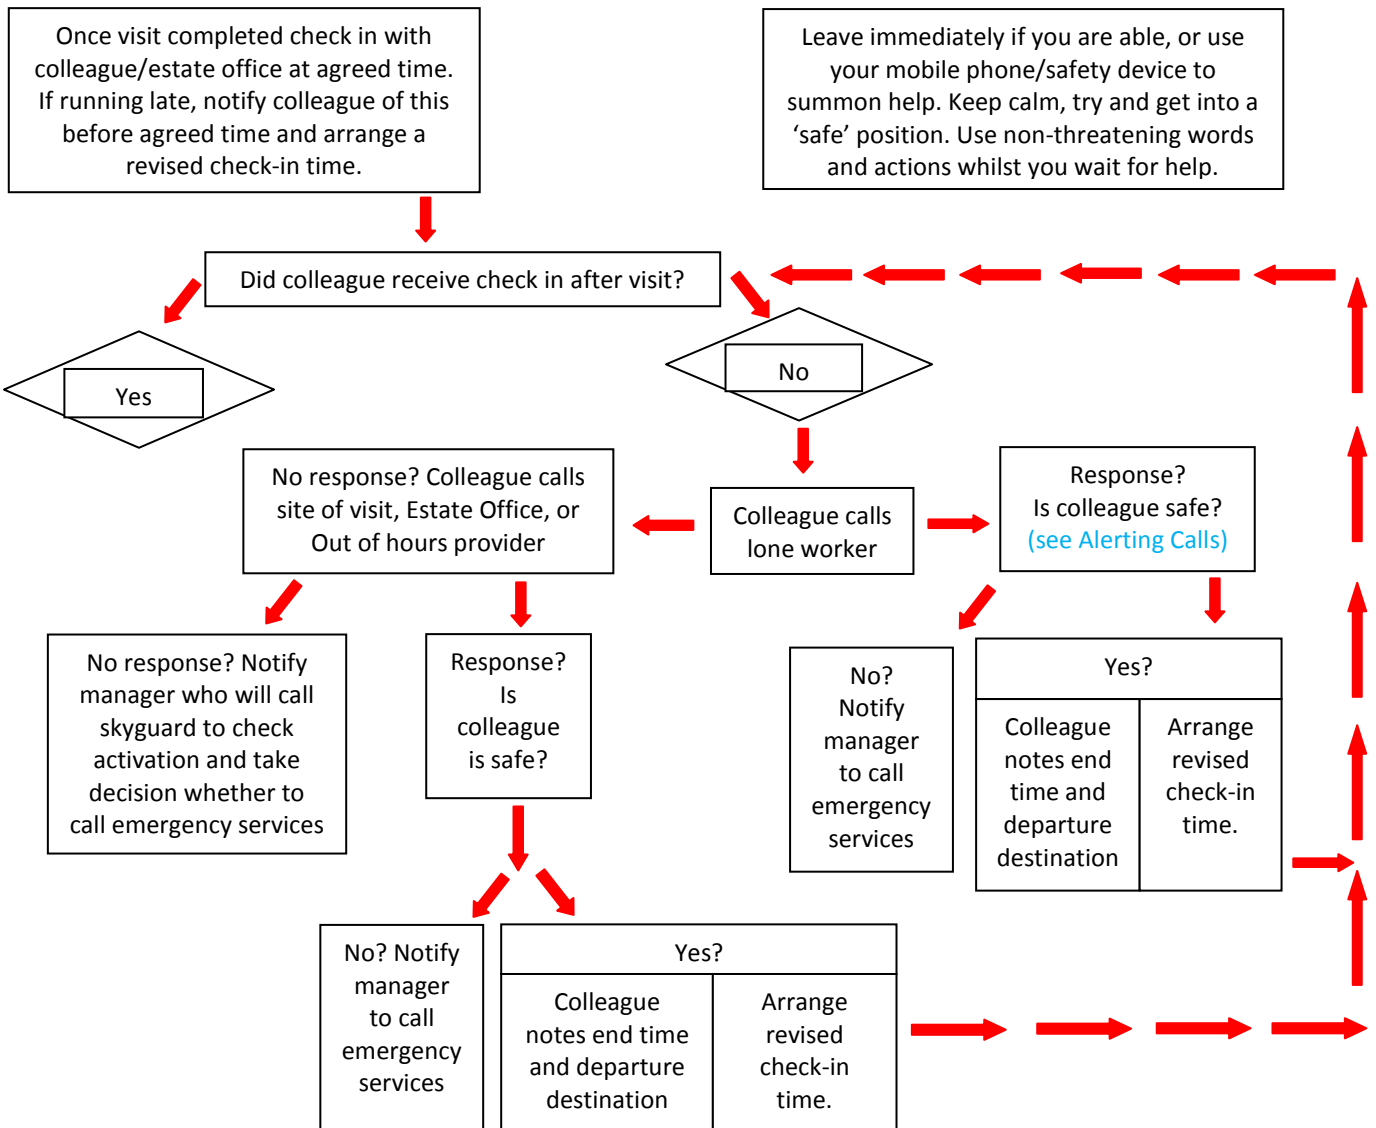 Once visit completed check in with
colleague/estate office at agreed time.
If running late, notify colleague of this
before agreed time and arrange a
revised check-in time.
Leave immediately if you are able, or use
your mobile phone/safety device to
summon help. Keep calm, try and get into a
‘safe’ position. Use non-threatening words
and actions whilst you wait for help.
Did colleague receive check in after visit?
Yes
No
No response? Colleague calls
site of visit, Estate Office, or
Out of hours provider
Colleague calls
lone worker
Response?
Is colleague safe?
(see Alerting Calls)
No response? Notify
manager who will call
skyguard to check
activation and take
decision whether to
call emergency services
Response?
Is
colleague
is safe?
No?
Notify
manager
to call
emergency
services
Yes?
Colleague
notes end
time and
departure
destination
Arrange
revised
check-in
time.
No? Notify
manager
to call
emergency
services
Yes?
Colleague
notes end time
and departure
destination
Arrange
revised
check-in
time.